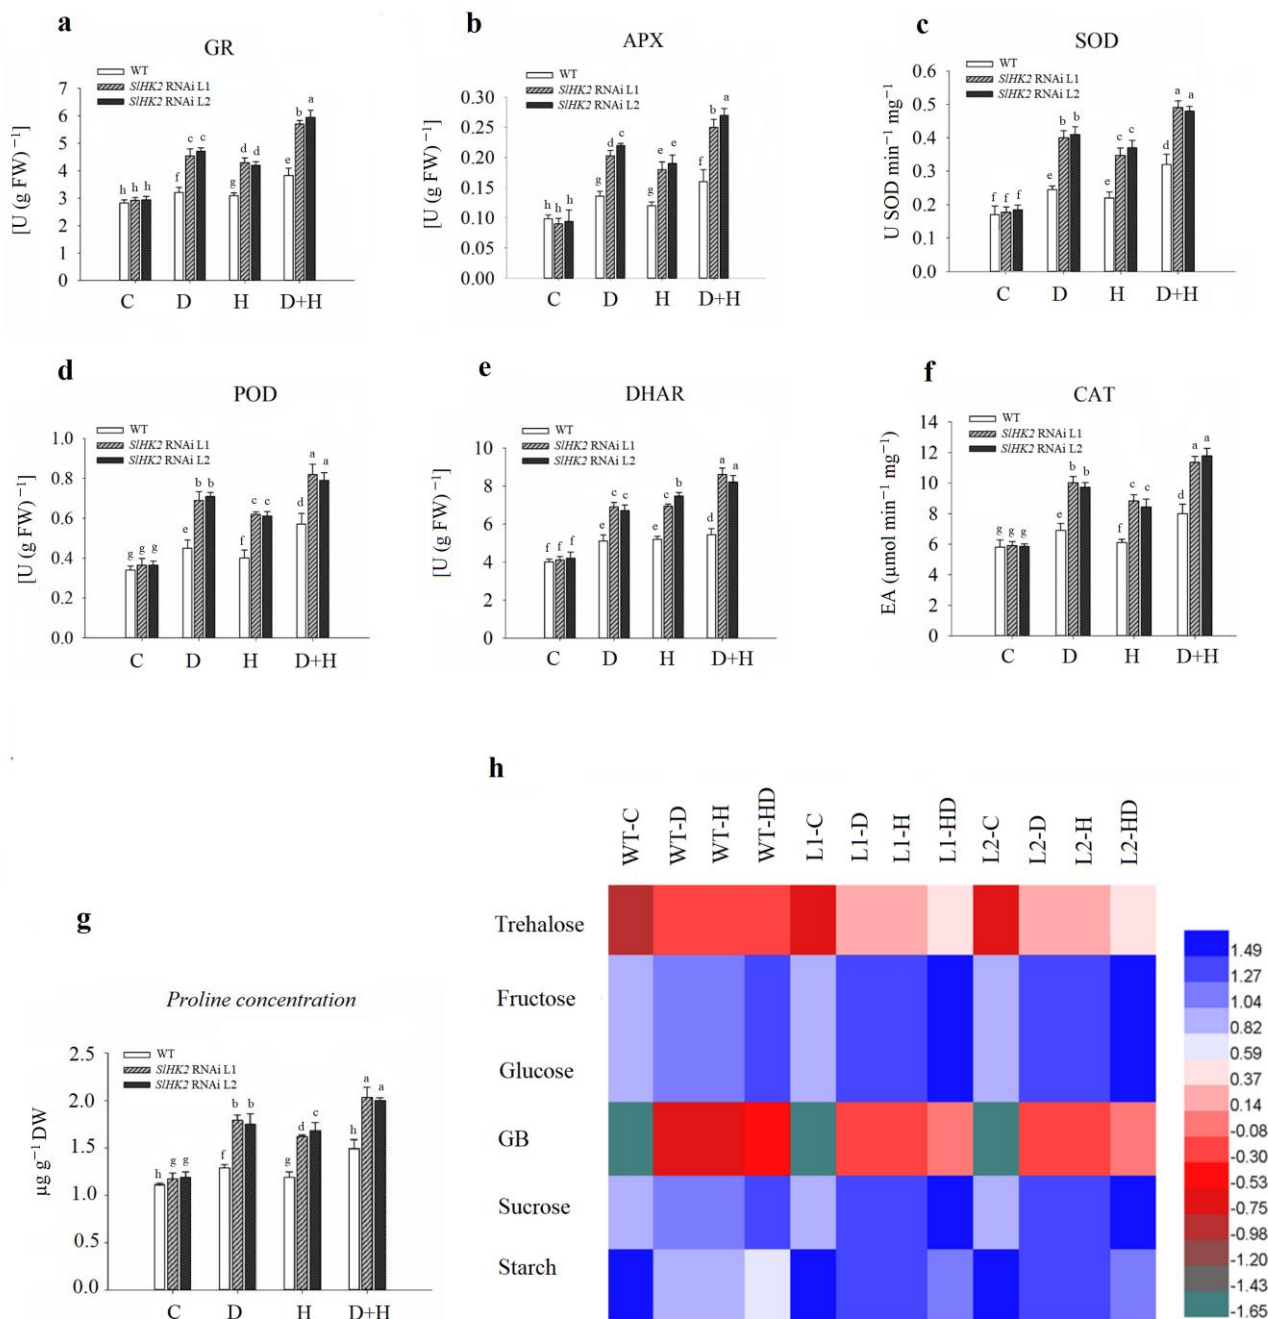 a
GR
WT
SlHK2 RNAi L1
SlHK2 RNAi L2
[U (g FW) ⁻¹]
7
6
5
4
3
2
1
0
h h h
f c c
g d d
e b a
C D H D+H
b
APX
WT
SlHK2 RNAi L1
SlHK2 RNAi L2
[U (g FW) ⁻¹]
0.30
0.25
0.20
0.15
0.10
0.05
0.00
h h h
g d c
g e e
f b a
C D H D+H
c
SOD
WT
SlHK2 RNAi L1
SlHK2 RNAi L2
U SOD min⁻¹ mg⁻¹
0.6
0.5
0.4
0.3
0.2
0.1
0.0
f f f
e b b
e c c
d a a
C D H D+H
d
POD
WT
SlHK2 RNAi L1
SlHK2 RNAi L2
[U (g FW) ⁻¹]
1.0
0.8
0.6
0.4
0.2
0.0
g g g
e b b
f c c
d a a
C D H D+H
e
DHAR
WT
SlHK2 RNAi L1
SlHK2 RNAi L2
[U (g FW) ⁻¹]
10
8
6
4
2
0
f f f
e c c
e c b
d a a
C D H D+H
f
CAT
WT
SlHK2 RNAi L1
SlHK2 RNAi L2
EA (µmol min⁻¹ mg⁻¹)
14
12
10
8
6
4
2
0
g g g
e b b
f c c
d a a
C D H D+H
g
Proline concentration
WT
SlHK2 RNAi L1
SlHK2 RNAi L2
µg g⁻¹ DW
2.5
2.0
1.5
1.0
0.5
0.0
h g g
f b b
g d c
h a a
C D H D+H
h
WT-C WT-D WT-H WT-HD L1-C L1-D L1-H L1-HD L2-C L2-D L2-H L2-HD
Trehalose
Fructose
Glucose
GB
Sucrose
Starch
1.49
1.27
1.04
0.82
0.59
0.37
0.14
-0.08
-0.30
-0.53
-0.75
-0.98
-1.20
-1.43
-1.65